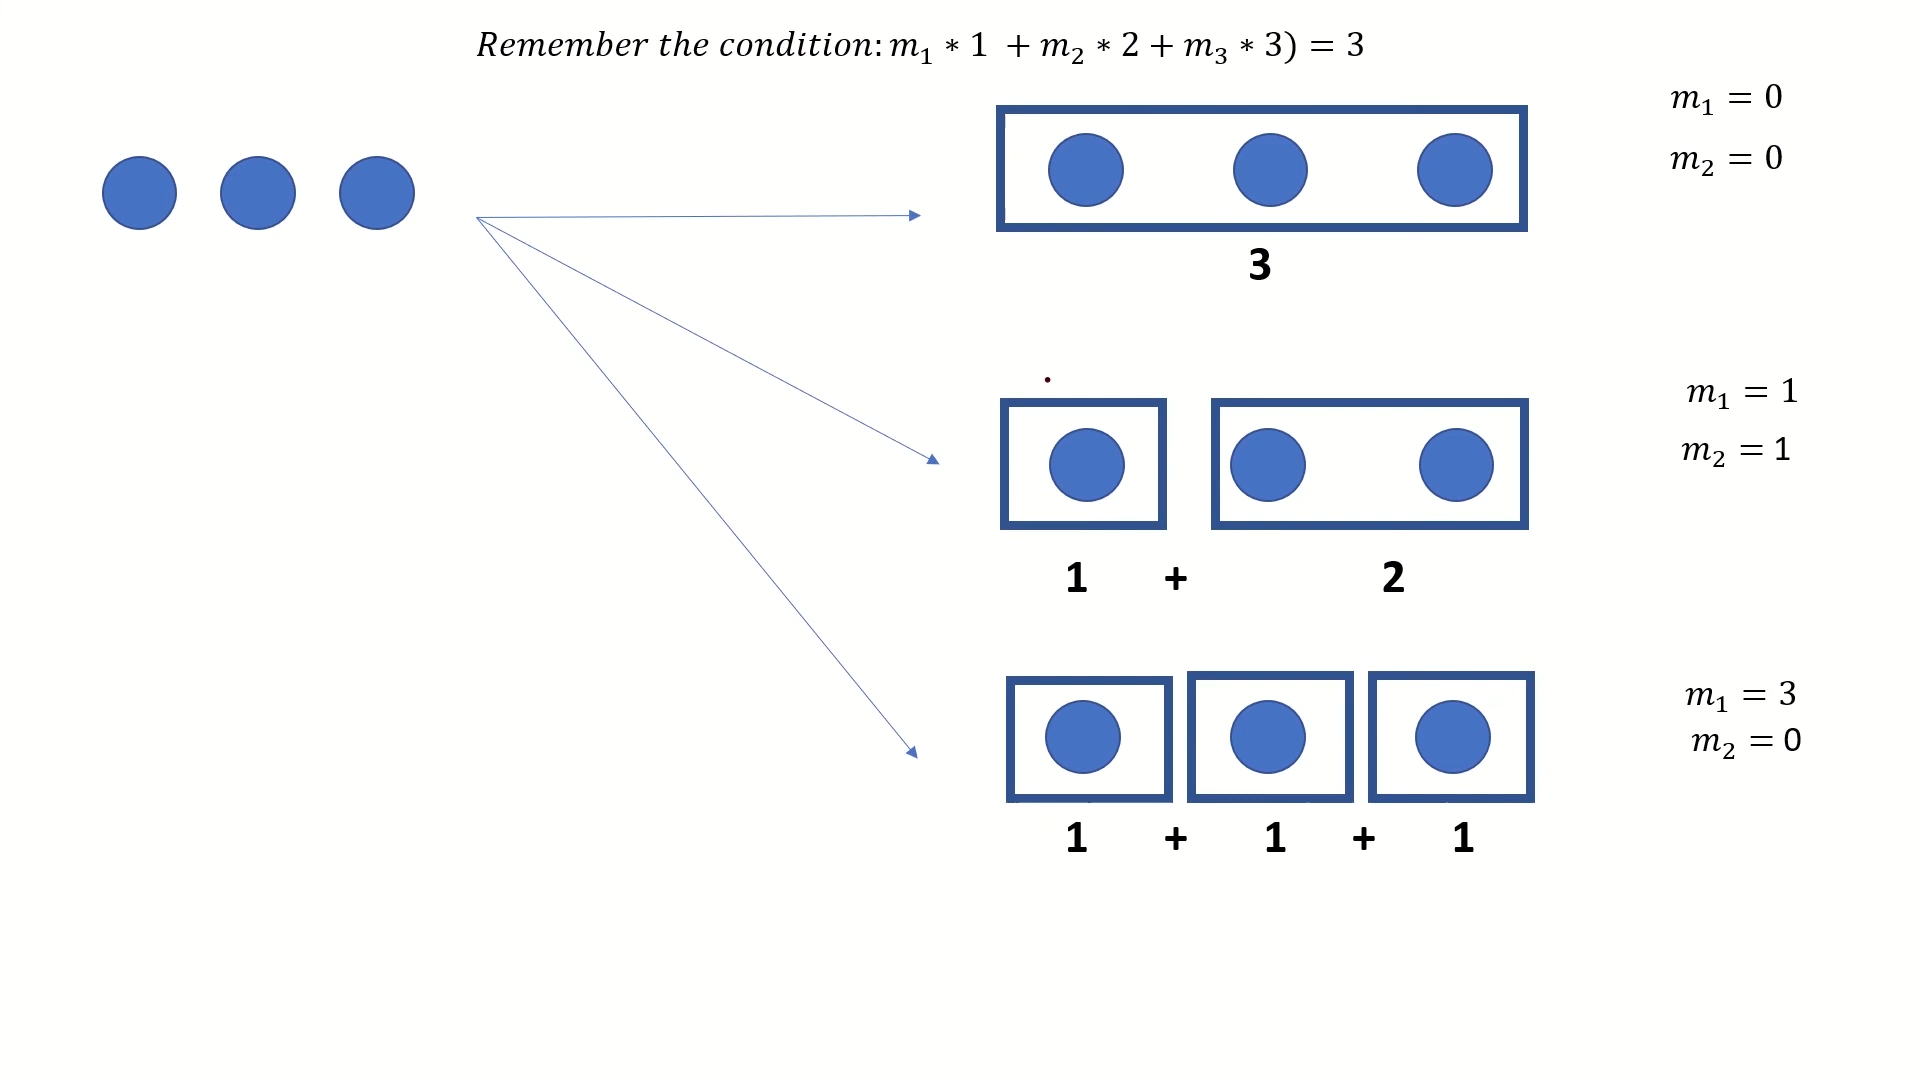 Remember the condition: m₁ * 1 + m₂ * 2 + m₃ * 3) = 3
m₁ = 0
m₂ = 0
3
m₁ = 1
m₂ = 1
1 + 2
m₁ = 3
m₂ = 0
1 + 1 + 1